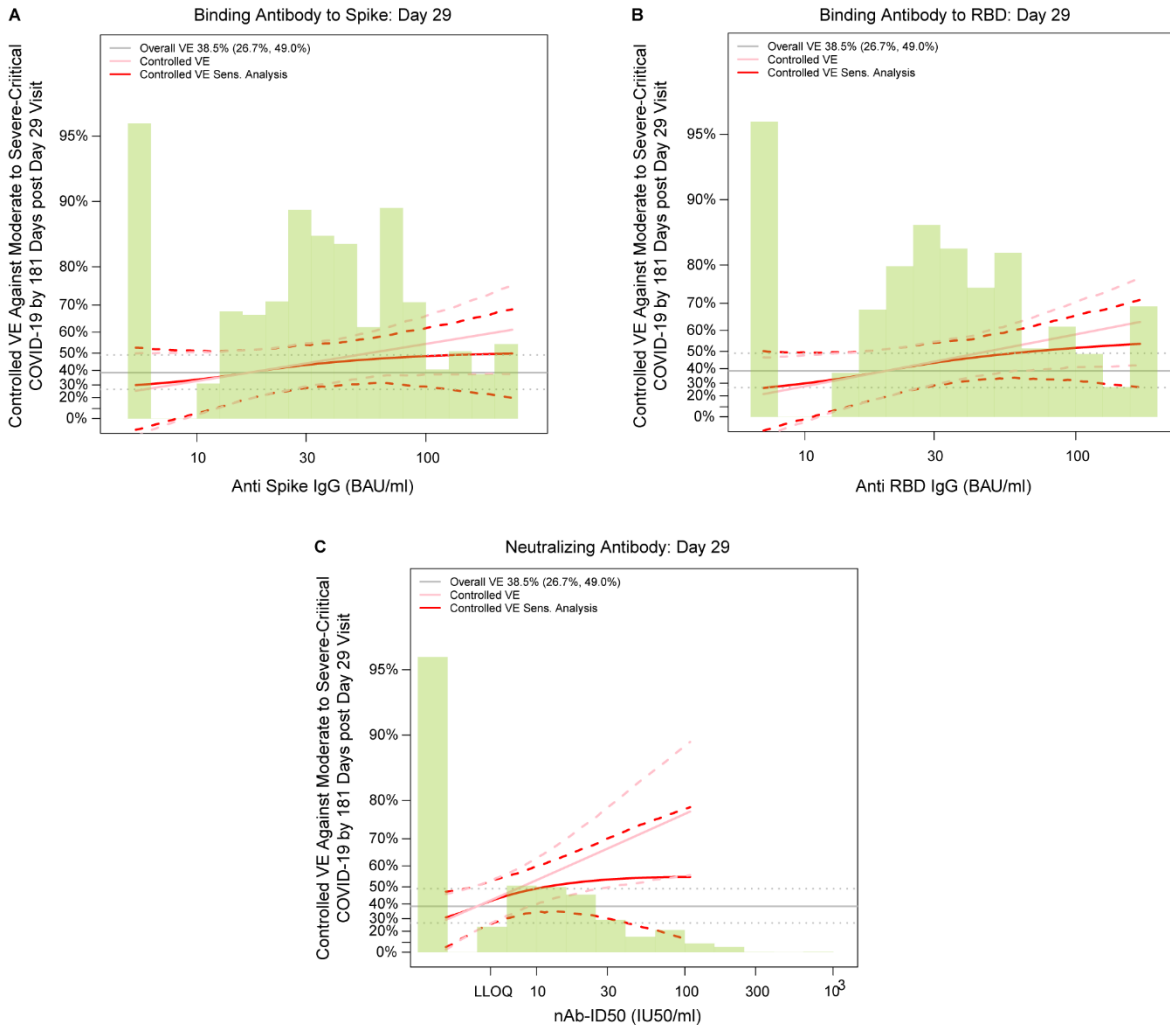 A
Binding Antibody to Spike: Day 29
Overall VE 38.5% (26.7%, 49.0%)
Controlled VE
Controlled VE Sens. Analysis
Controlled VE Against Moderate to Severe-Criitical
COVID-19 by 181 Days post Day 29 Visit
95%
90%
80%
70%
60%
50%
40%
30%
20%
0%
10
30
100
Anti Spike IgG (BAU/ml)
B
Binding Antibody to RBD: Day 29
Overall VE 38.5% (26.7%, 49.0%)
Controlled VE
Controlled VE Sens. Analysis
Controlled VE Against Moderate to Severe-Criitical
COVID-19 by 181 Days post Day 29 Visit
95%
90%
80%
70%
60%
50%
40%
30%
20%
0%
10
30
100
Anti RBD IgG (BAU/ml)
C
Neutralizing Antibody: Day 29
Overall VE 38.5% (26.7%, 49.0%)
Controlled VE
Controlled VE Sens. Analysis
Controlled VE Against Moderate to Severe-Criitical
COVID-19 by 181 Days post Day 29 Visit
95%
90%
80%
70%
60%
50%
40%
30%
20%
0%
LLOQ
10
30
100
300
10³
nAb-ID50 (IU50/ml)